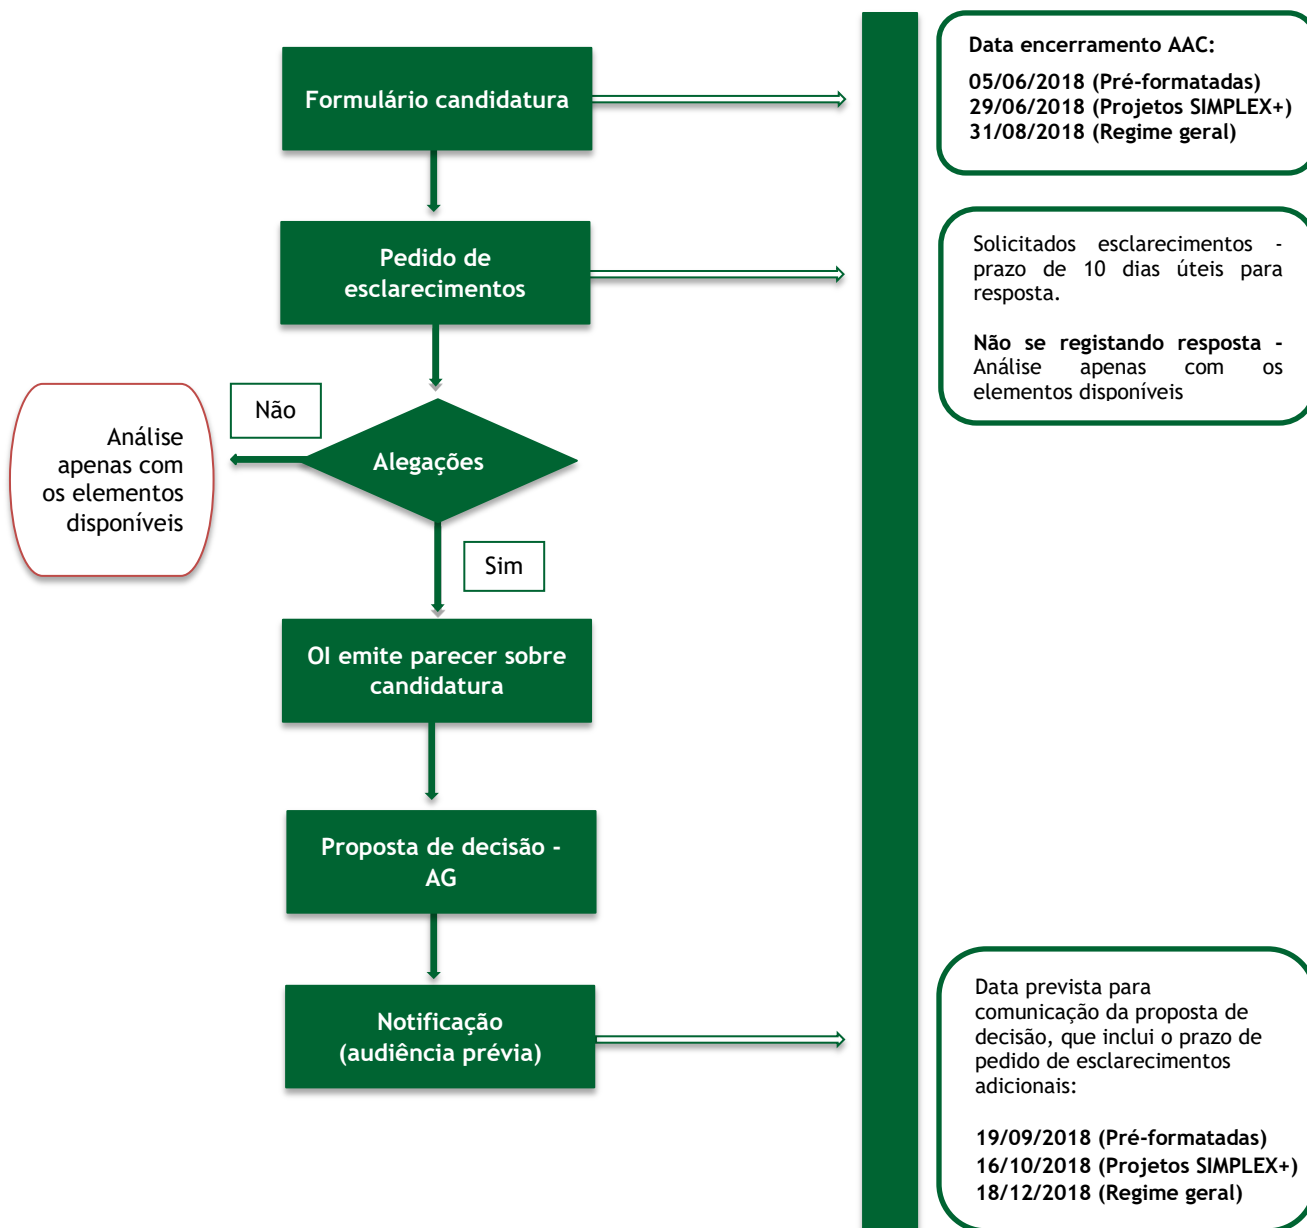 Formulário candidatura
Data encerramento AAC:
05/06/2018 (Pré-formatadas)
29/06/2018 (Projetos SIMPLEX+)
31/08/2018 (Regime geral)
Pedido de
esclarecimentos
Solicitados esclarecimentos -
prazo de 10 dias úteis para
resposta.
Não se registando resposta -
Análise apenas com os
elementos disponíveis
Não
Análise
apenas com
os elementos
disponíveis
Alegações
Sim
OI emite parecer sobre
candidatura
Proposta de decisão -
AG
Notificação
(audiência prévia)
Data prevista para
comunicação da proposta de
decisão, que inclui o prazo de
pedido de esclarecimentos
adicionais:
19/09/2018 (Pré-formatadas)
16/10/2018 (Projetos SIMPLEX+)
18/12/2018 (Regime geral)